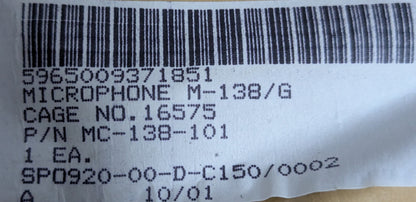 5965009371851
MICROPHONE M-138/G
CAGE NO.16575
P/N MC-138-101
1 EA.
SP0920-00-D-C150/0002
A 10/01